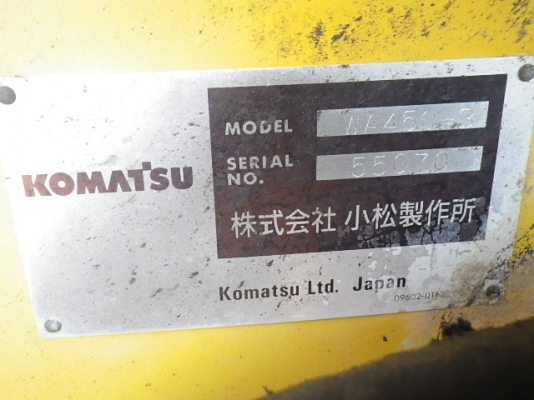 KOMATSU
MODEL WA450-3
SERIAL NO. 55070
株式会社 小松製作所
Komatsu Ltd. Japan